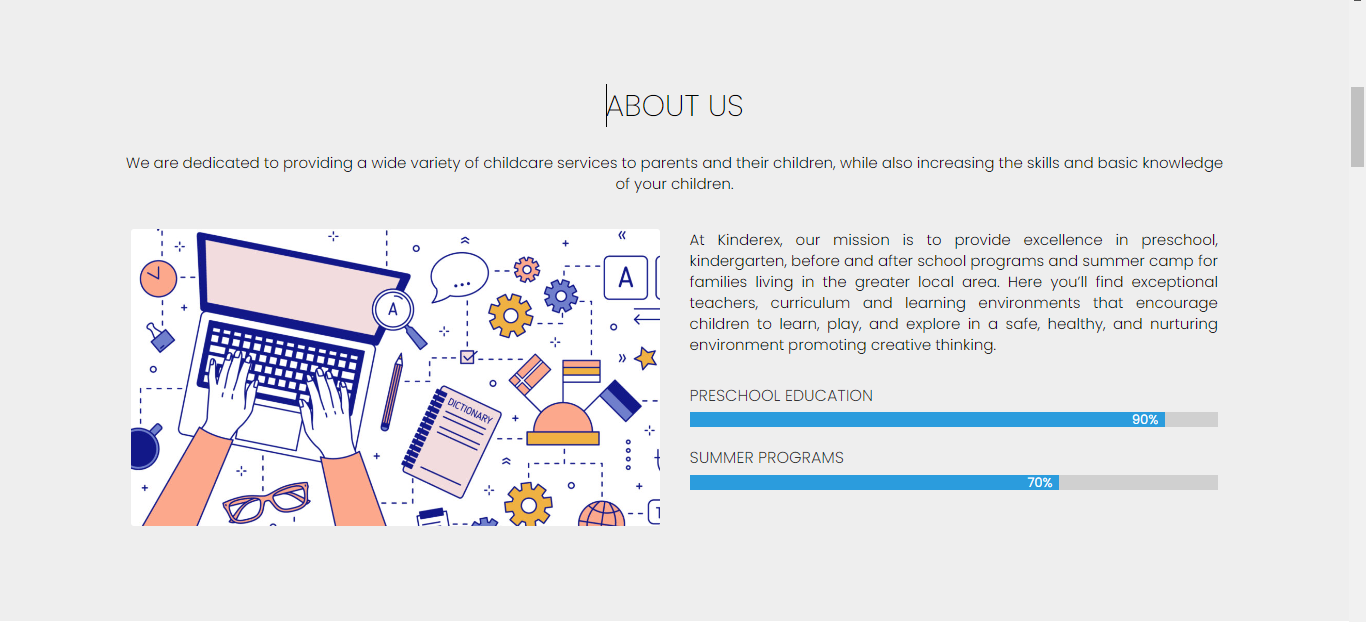 ABOUT US
We are dedicated to providing a wide variety of childcare services to parents and their children, while also increasing the skills and basic knowledge
of your children.
A
A
DICTIONARY
At Kinderex, our mission is to provide excellence in preschool,
kindergarten, before and after school programs and summer camp for
families living in the greater local area. Here you’ll find exceptional
teachers, curriculum and learning environments that encourage
children to learn, play, and explore in a safe, healthy, and nurturing
environment promoting creative thinking.
PRESCHOOL EDUCATION
90%
SUMMER PROGRAMS
70%